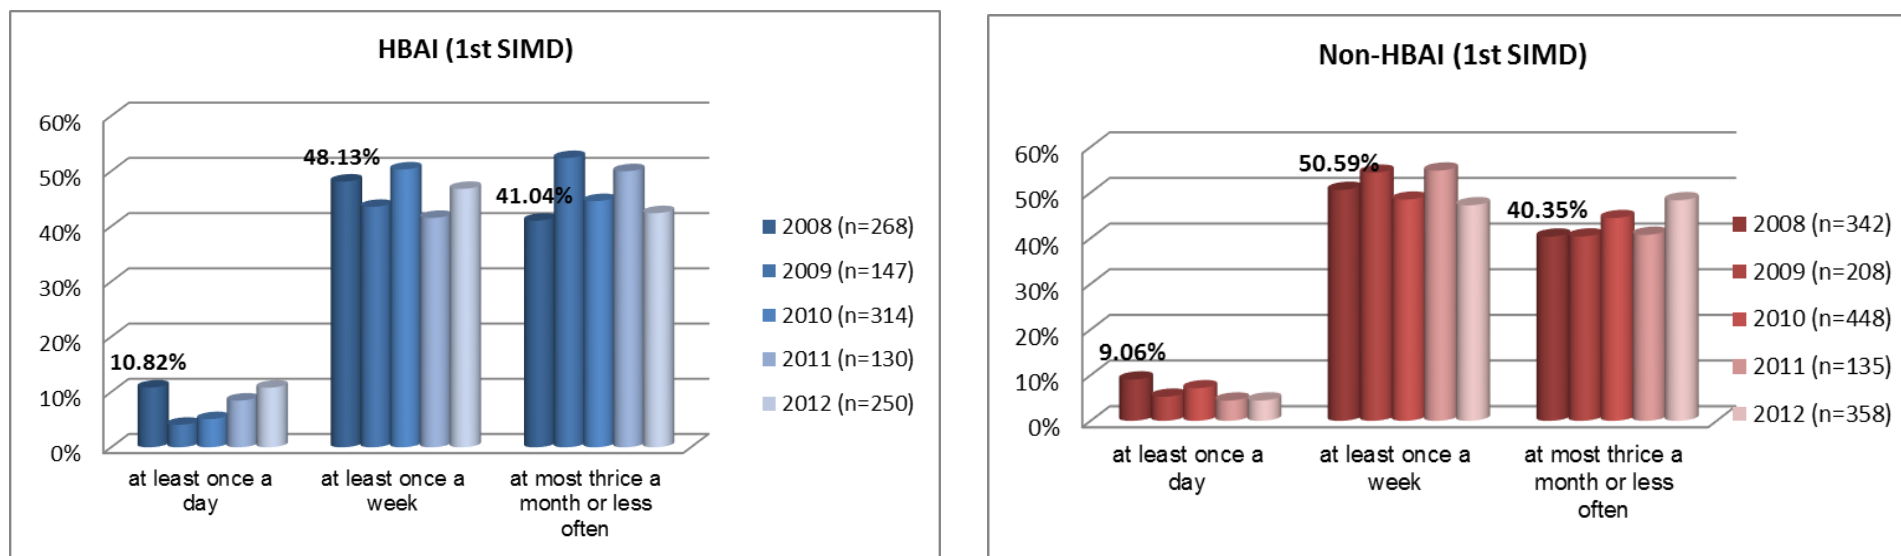 HBAI (1st SIMD)
60%
50%
40%
30%
20%
10%
0%
10.82%
48.13%
41.04%
at least once a
day
at least once a
week
at most thrice a
month or less
often
2008 (n=268)
2009 (n=147)
2010 (n=314)
2011 (n=130)
2012 (n=250)
Non-HBAI (1st SIMD)
60%
50%
40%
30%
20%
10%
0%
9.06%
50.59%
40.35%
at least once a
day
at least once a
week
at most thrice a
month or less
often
2008 (n=342)
2009 (n=208)
2010 (n=448)
2011 (n=135)
2012 (n=358)